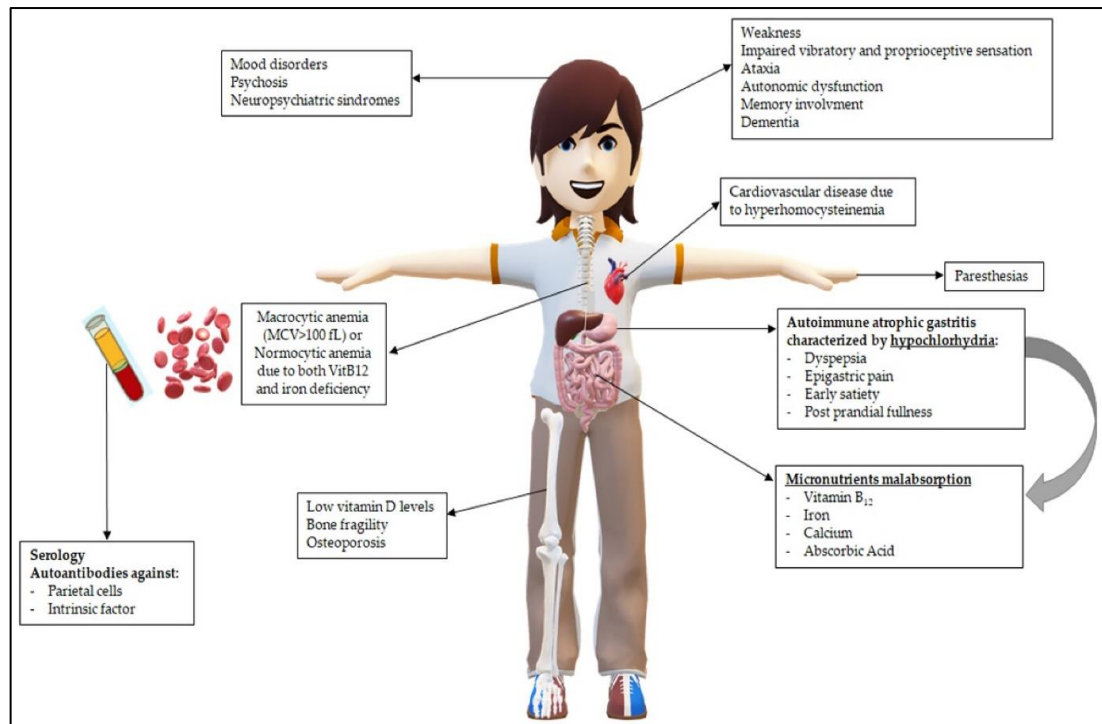 Mood disorders
Psychosis
Neuropsychiatric sindromes
Weakness
Impaired vibratory and proprioceptive sensation
Ataxia
Autonomic dysfunction
Memory involvment
Dementia
Cardiovascular disease due
to hyperhomocysteinemia
Paresthesias
Macrocytic anemia
(MCV>100 fL) or
Normocytic anemia
due to both VitB12
and iron deficiency
Autoimmune atrophic gastritis
characterized by hypochlorhydria:
- Dyspepsia
- Epigastric pain
- Early satiety
- Post prandial fullness
Micronutrients malabsorption
- Vitamin B₁₂
- Iron
- Calcium
- Abscorbic Acid
Low vitamin D levels
Bone fragility
Osteoporosis
Serology
Autoantibodies against:
- Parietal cells
- Intrinsic factor